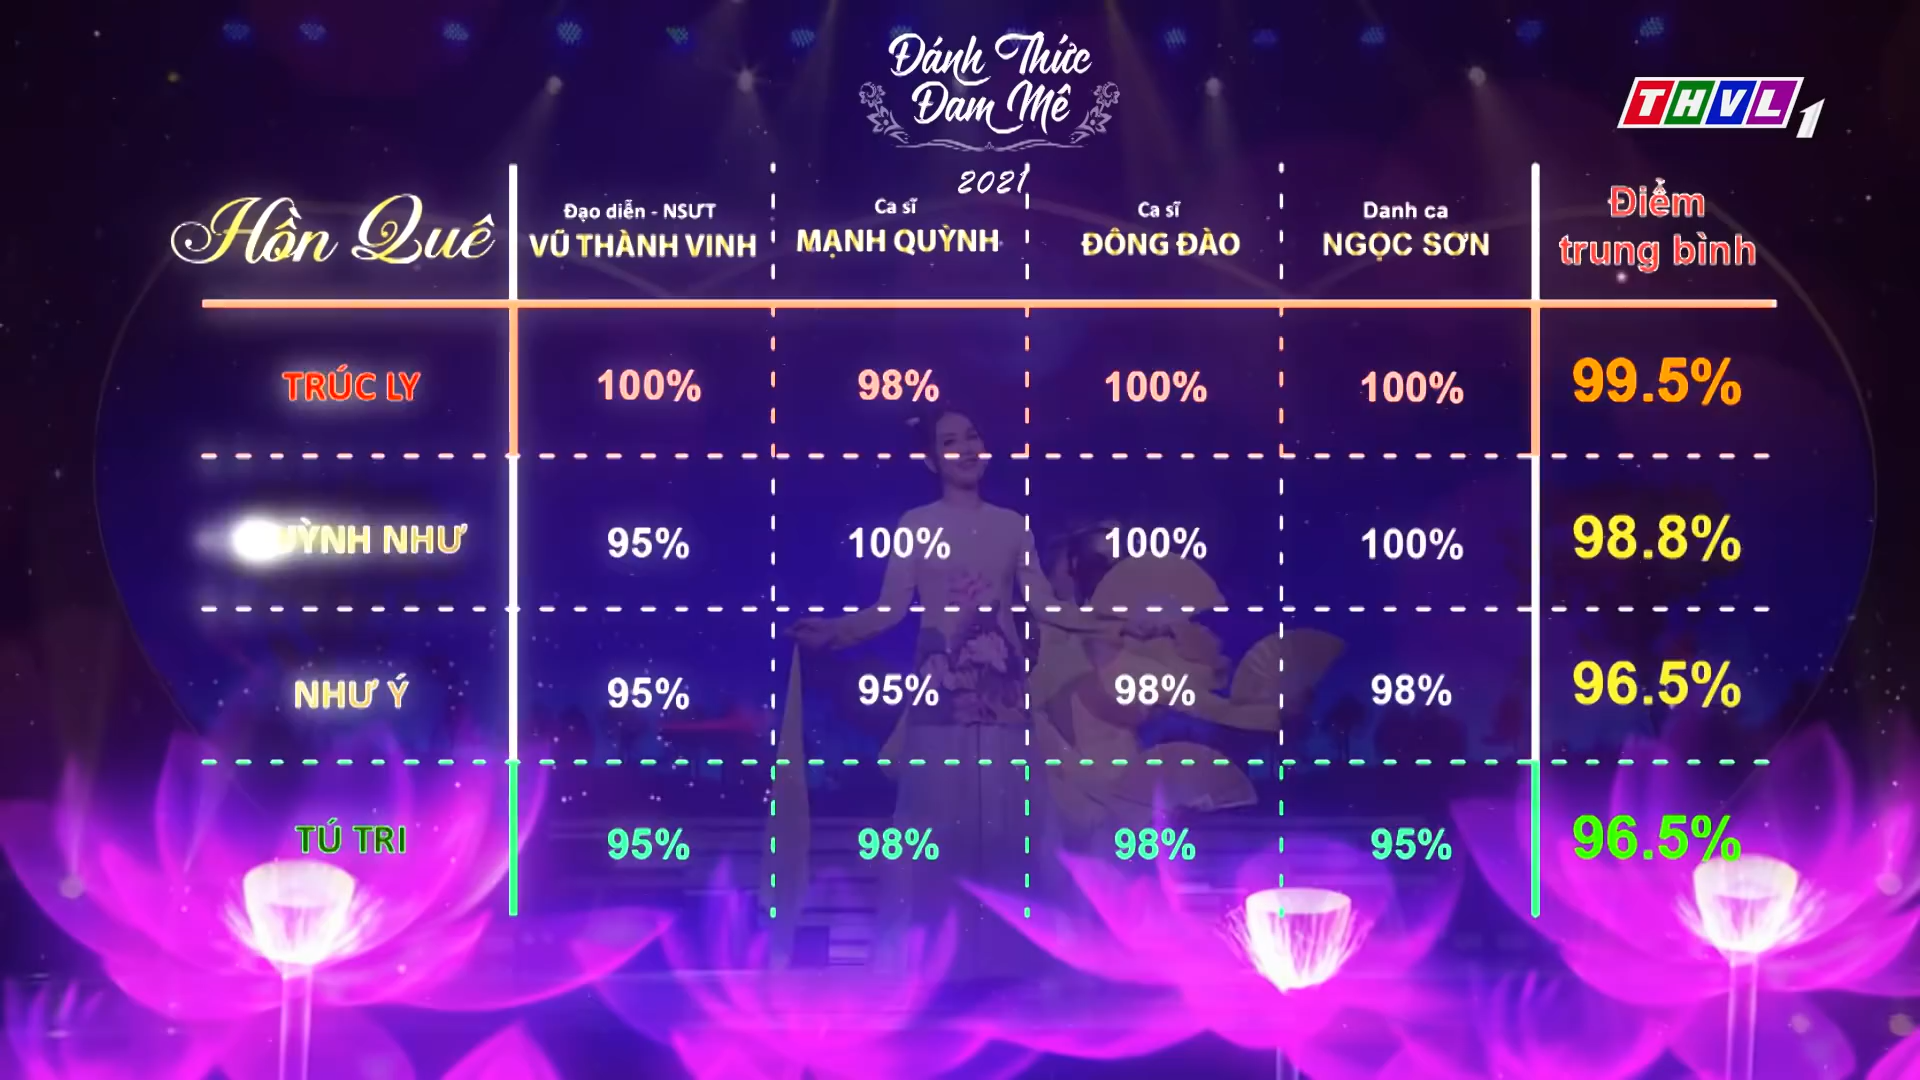 Đánh Thức
Đam Mê
2021
THVL1
Hồn Quê
Đạo diễn - NSƯT
VŨ THÀNH VINH
Ca sĩ
MẠNH QUỲNH
Ca sĩ
ĐÔNG ĐÀO
Danh ca
NGỌC SƠN
Điểm
trung bình
TRÚC LY 100% 98% 100% 100% 99.5%
NHƯ 95% 100% 100% 100% 98.8%
NHƯ Ý 95% 95% 98% 98% 96.5%
TÚ TRI 95% 98% 98% 95% 96.5%